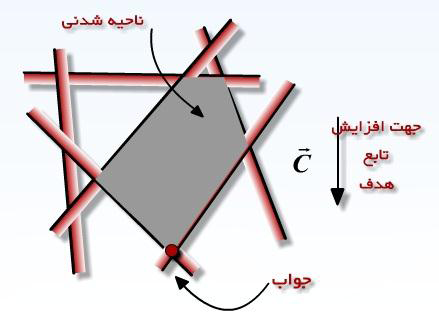 ناحیه شدنی
جهت افزایش
تابع
هدف
C
جواب